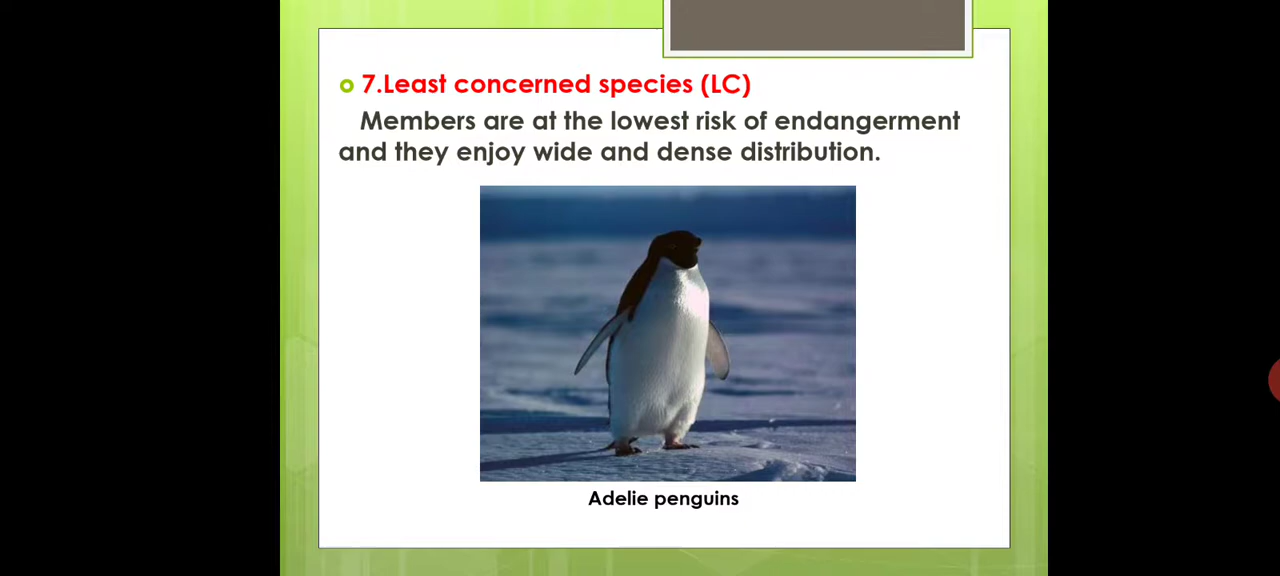 7.Least concerned species (LC)
Members are at the lowest risk of endangerment
and they enjoy wide and dense distribution.
Adelie penguins